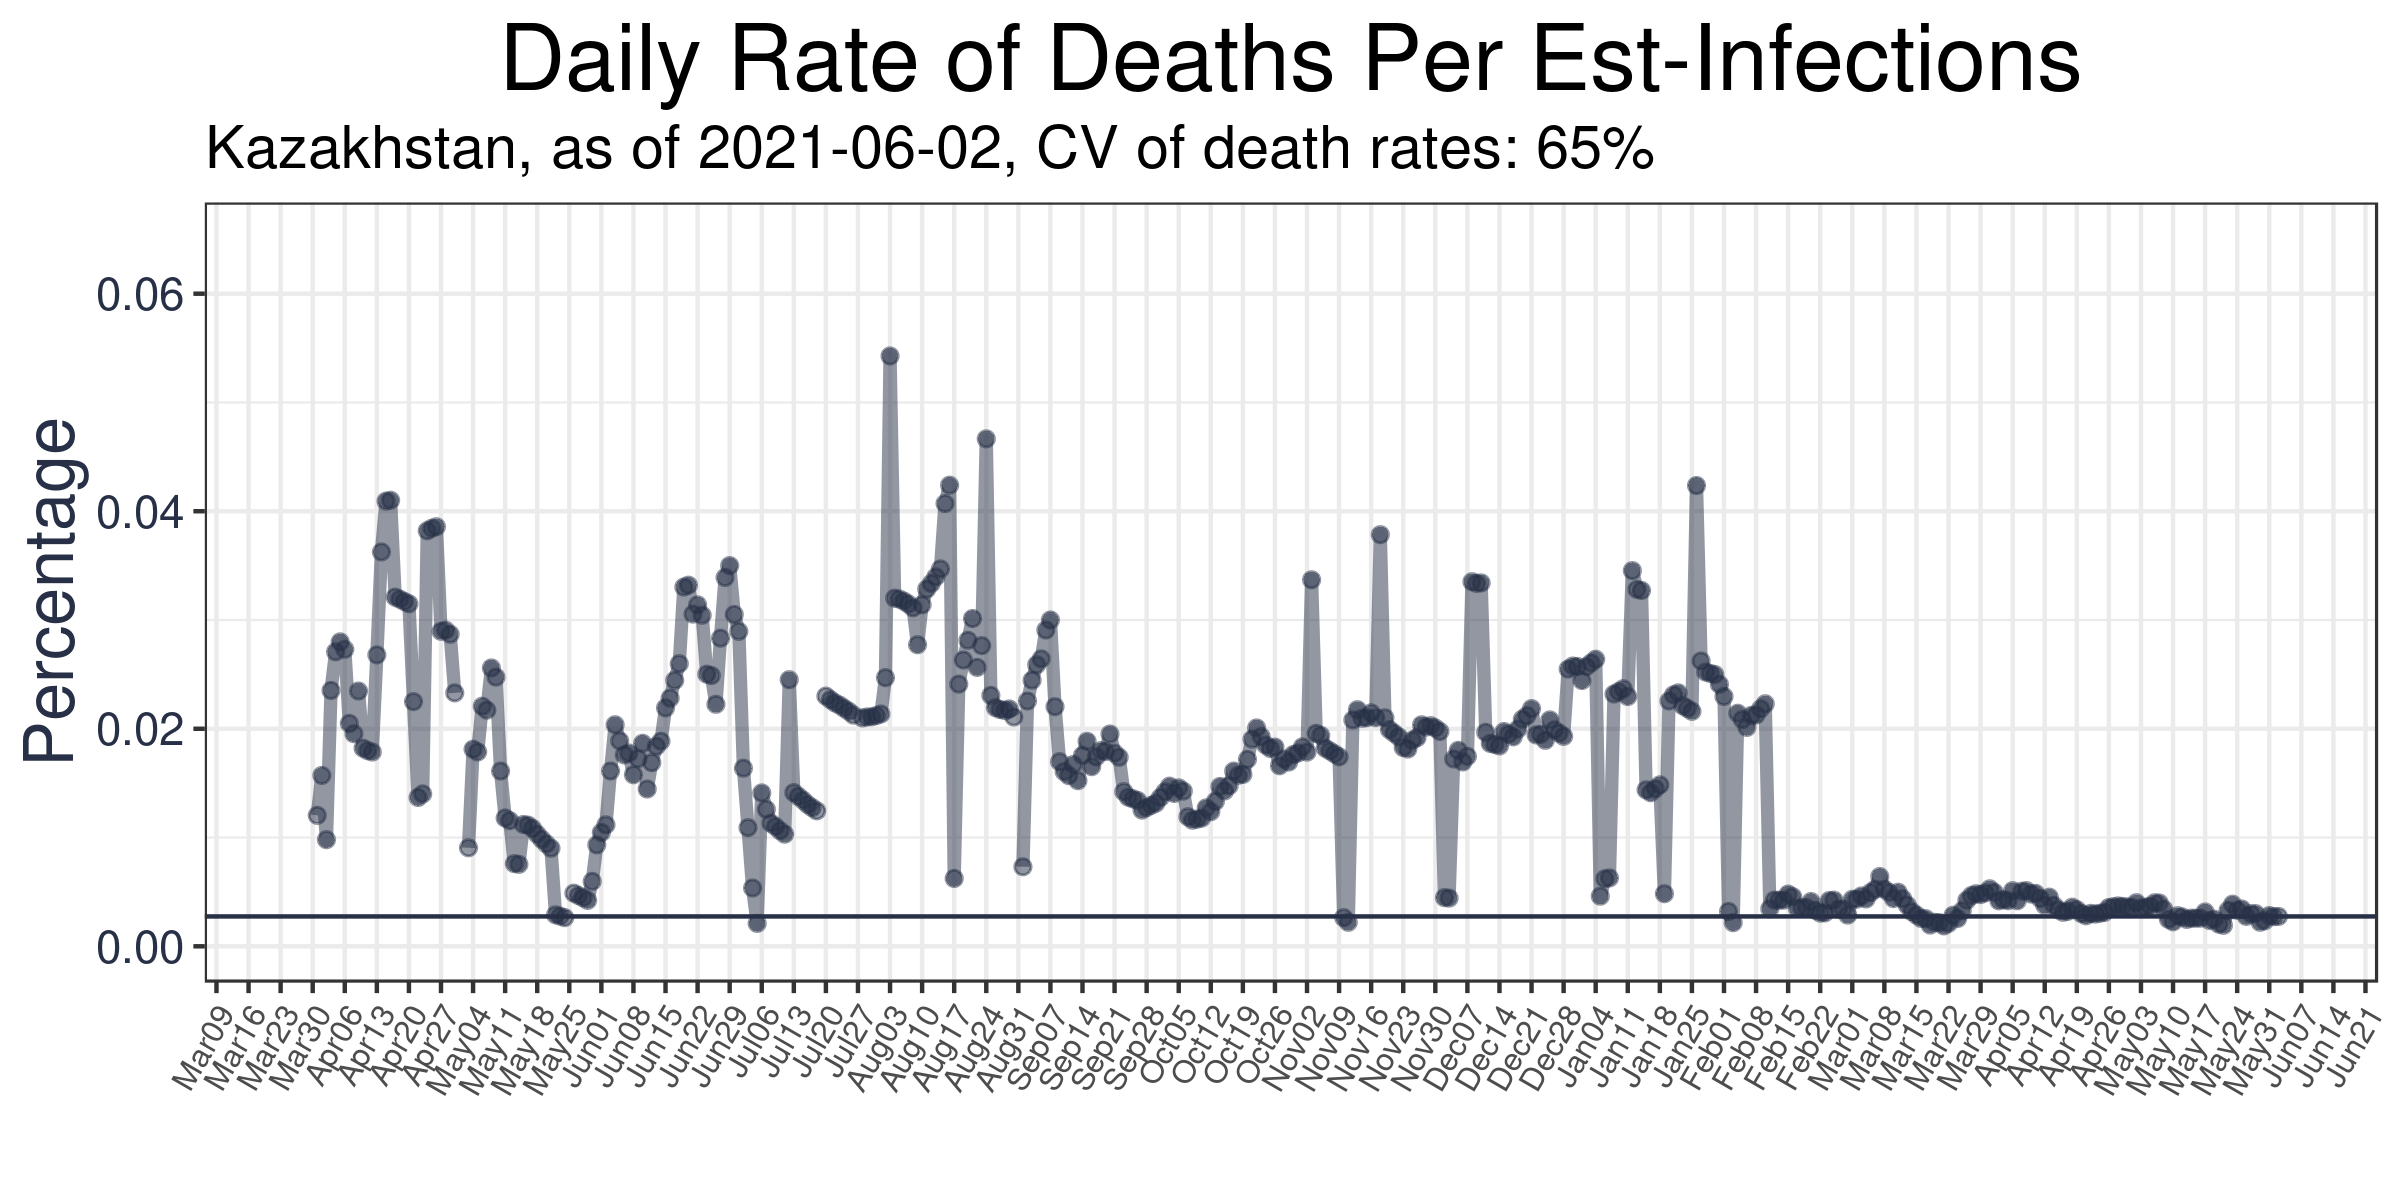 Daily Rate of Deaths Per Est-Infections
Kazakhstan, as of 2021-06-02, CV of death rates: 65%
Percentage
0.06
0.04
0.02
0.00
Mar09
Mar16
Mar23
Mar30
Apr06
Apr13
Apr20
Apr27
May04
May11
May18
May25
Jun01
Jun08
Jun15
Jun22
Jun29
Jul06
Jul13
Jul20
Jul27
Aug03
Aug10
Aug17
Aug24
Aug31
Sep07
Sep14
Sep21
Sep28
Oct05
Oct12
Oct19
Oct26
Nov02
Nov09
Nov16
Nov23
Nov30
Dec07
Dec14
Dec21
Dec28
Jan04
Jan11
Jan18
Jan25
Feb01
Feb08
Feb15
Feb22
Mar01
Mar08
Mar15
Mar22
Mar29
Apr05
Apr12
Apr19
Apr26
May03
May10
May17
May24
May31
Jun07
Jun14
Jun21